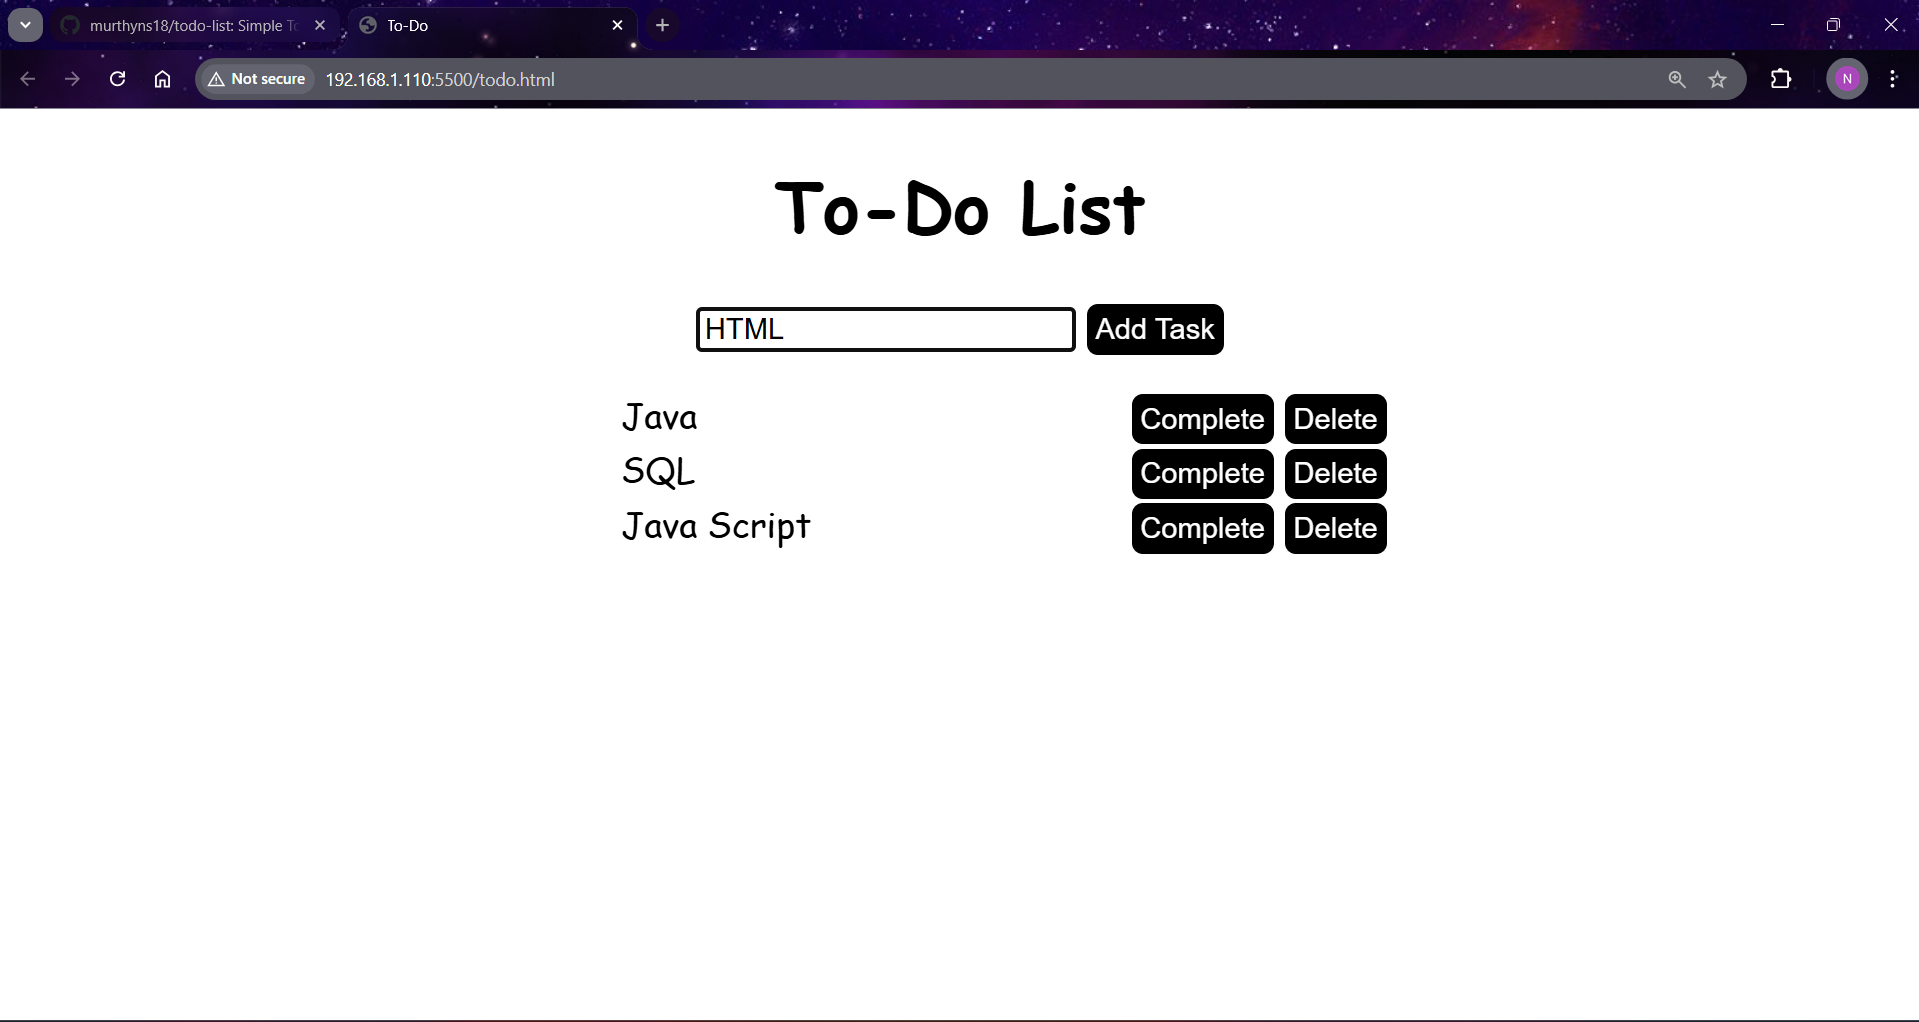 murthyns18/todo-list: Simple To
To-Do
Not secure
192.168.1.110:5500/todo.html
N
To-Do List
HTML
Add Task
Java Complete Delete
SQL Complete Delete
Java Script Complete Delete